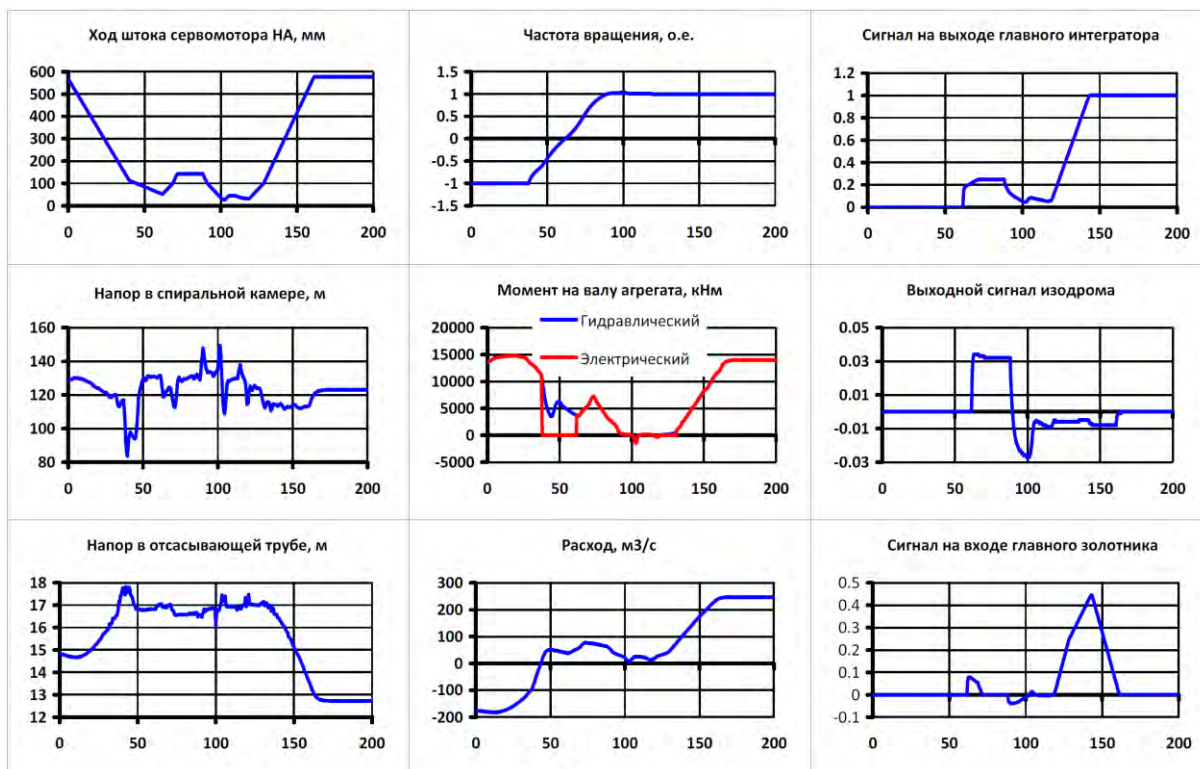 Ход штока сервомотора НА, мм
600
500
400
300
200
100
0
0 50 100 150 200
Частота вращения, о.е.
1.5
1
0.5
0
-0.5
-1
-1.5
0 50 100 150 200
Сигнал на выходе главного интегратора
1.2
1
0.8
0.6
0.4
0.2
0
0 50 100 150 200
Напор в спиральной камере, м
160
140
120
100
80
0 50 100 150 200
Момент на валу агрегата, кНм
20000
15000
10000
5000
0
-5000
Гидравлический
Электрический
0 50 100 150 200
Выходной сигнал изодрома
0.05
0.03
0.01
-0.01
-0.03
0 50 100 150 200
Напор в отсасывающей трубе, м
18
17
16
15
14
13
12
0 50 100 150 200
Расход, м3/с
300
200
100
0
-100
-200
0 50 100 150 200
Сигнал на входе главного золотника
0.5
0.4
0.3
0.2
0.1
0
-0.1
0 50 100 150 200